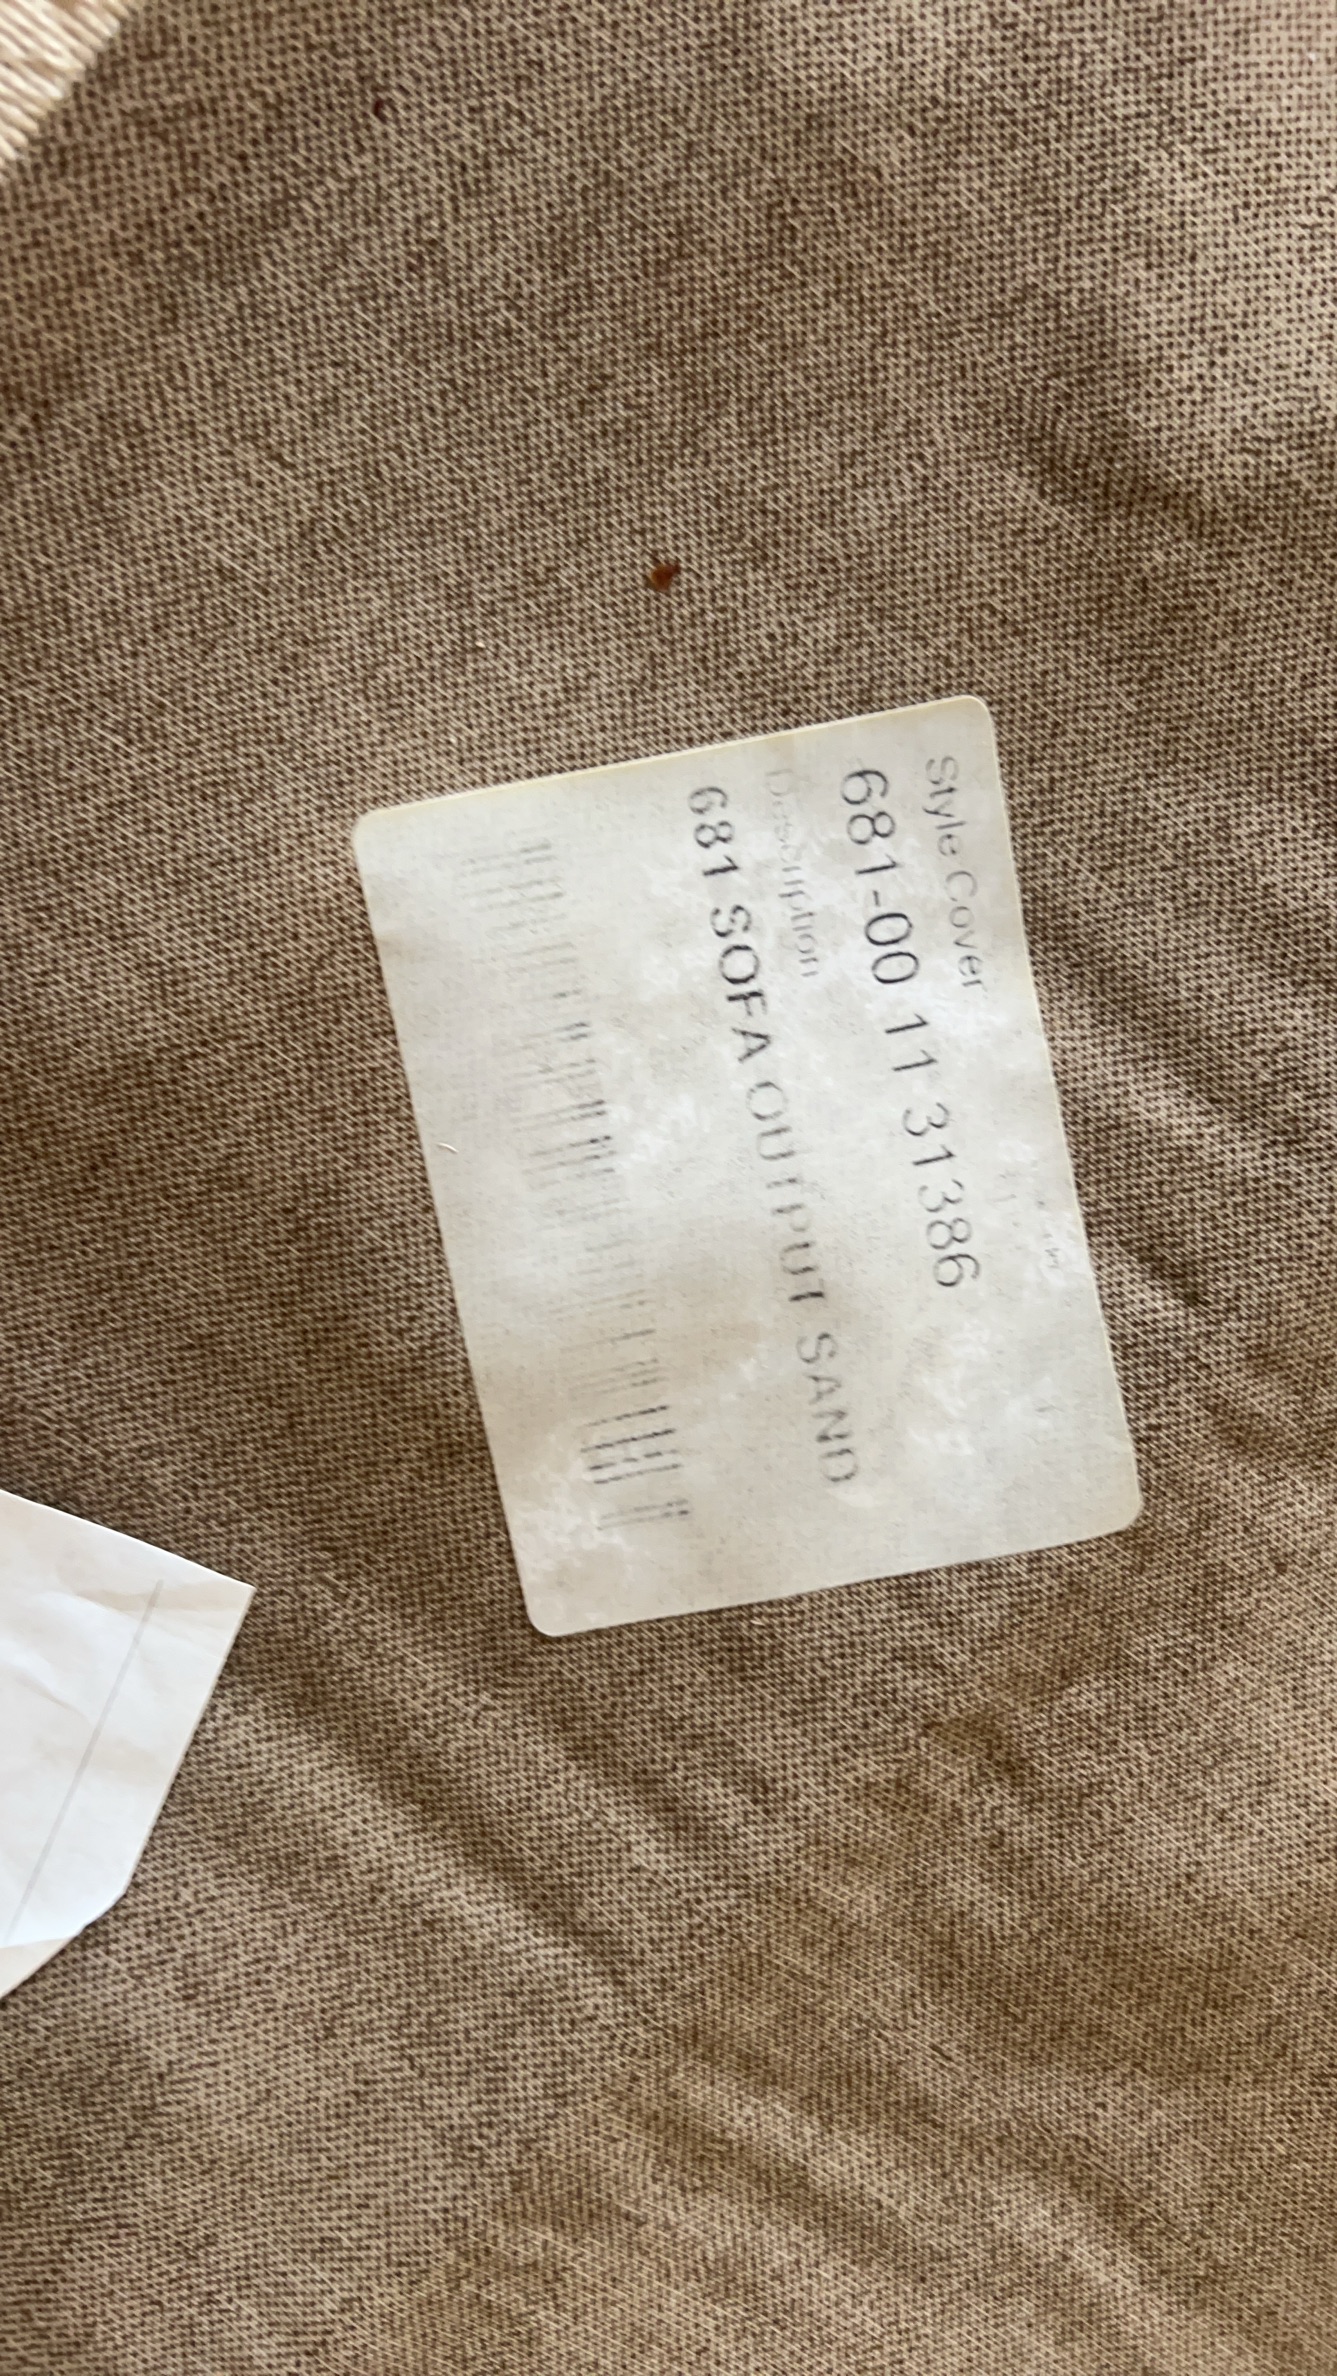 Style Cover
681-00 11 31386
Description
681 SOFA OUTPUT SAND